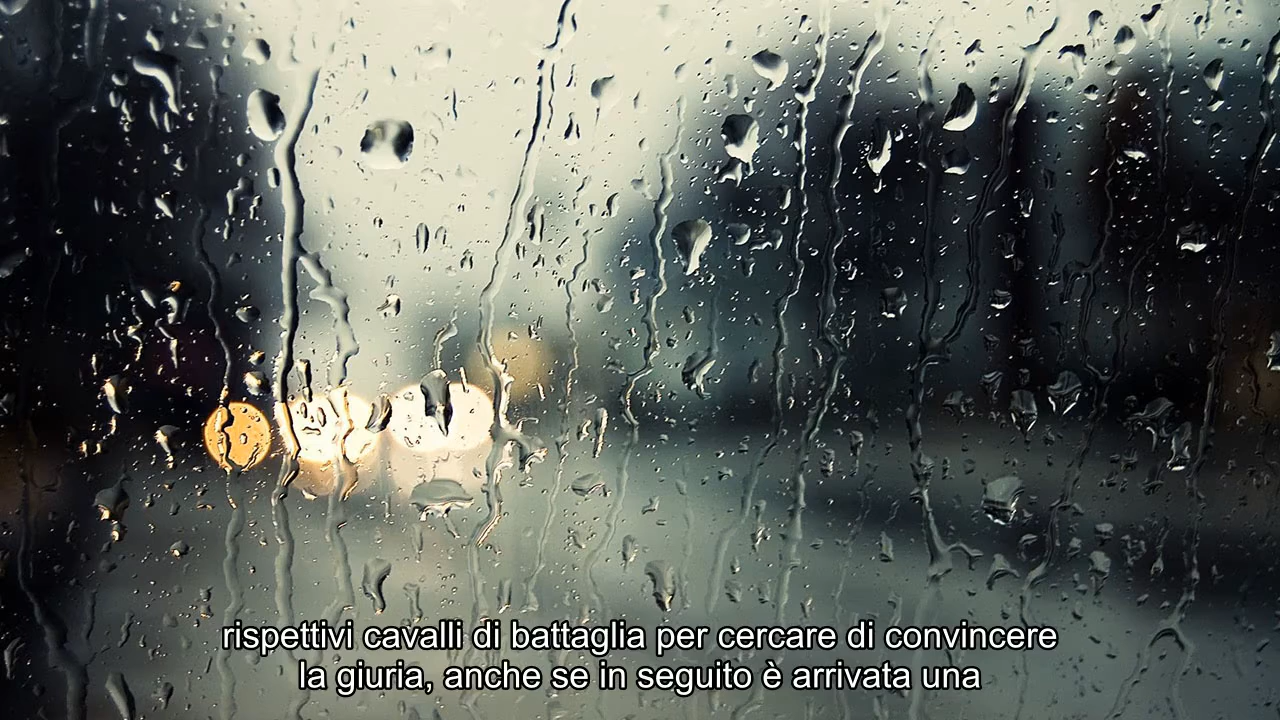 rispettivi cavalli di battaglia per cercare di convincere
la giuria, anche se in seguito è arrivata una